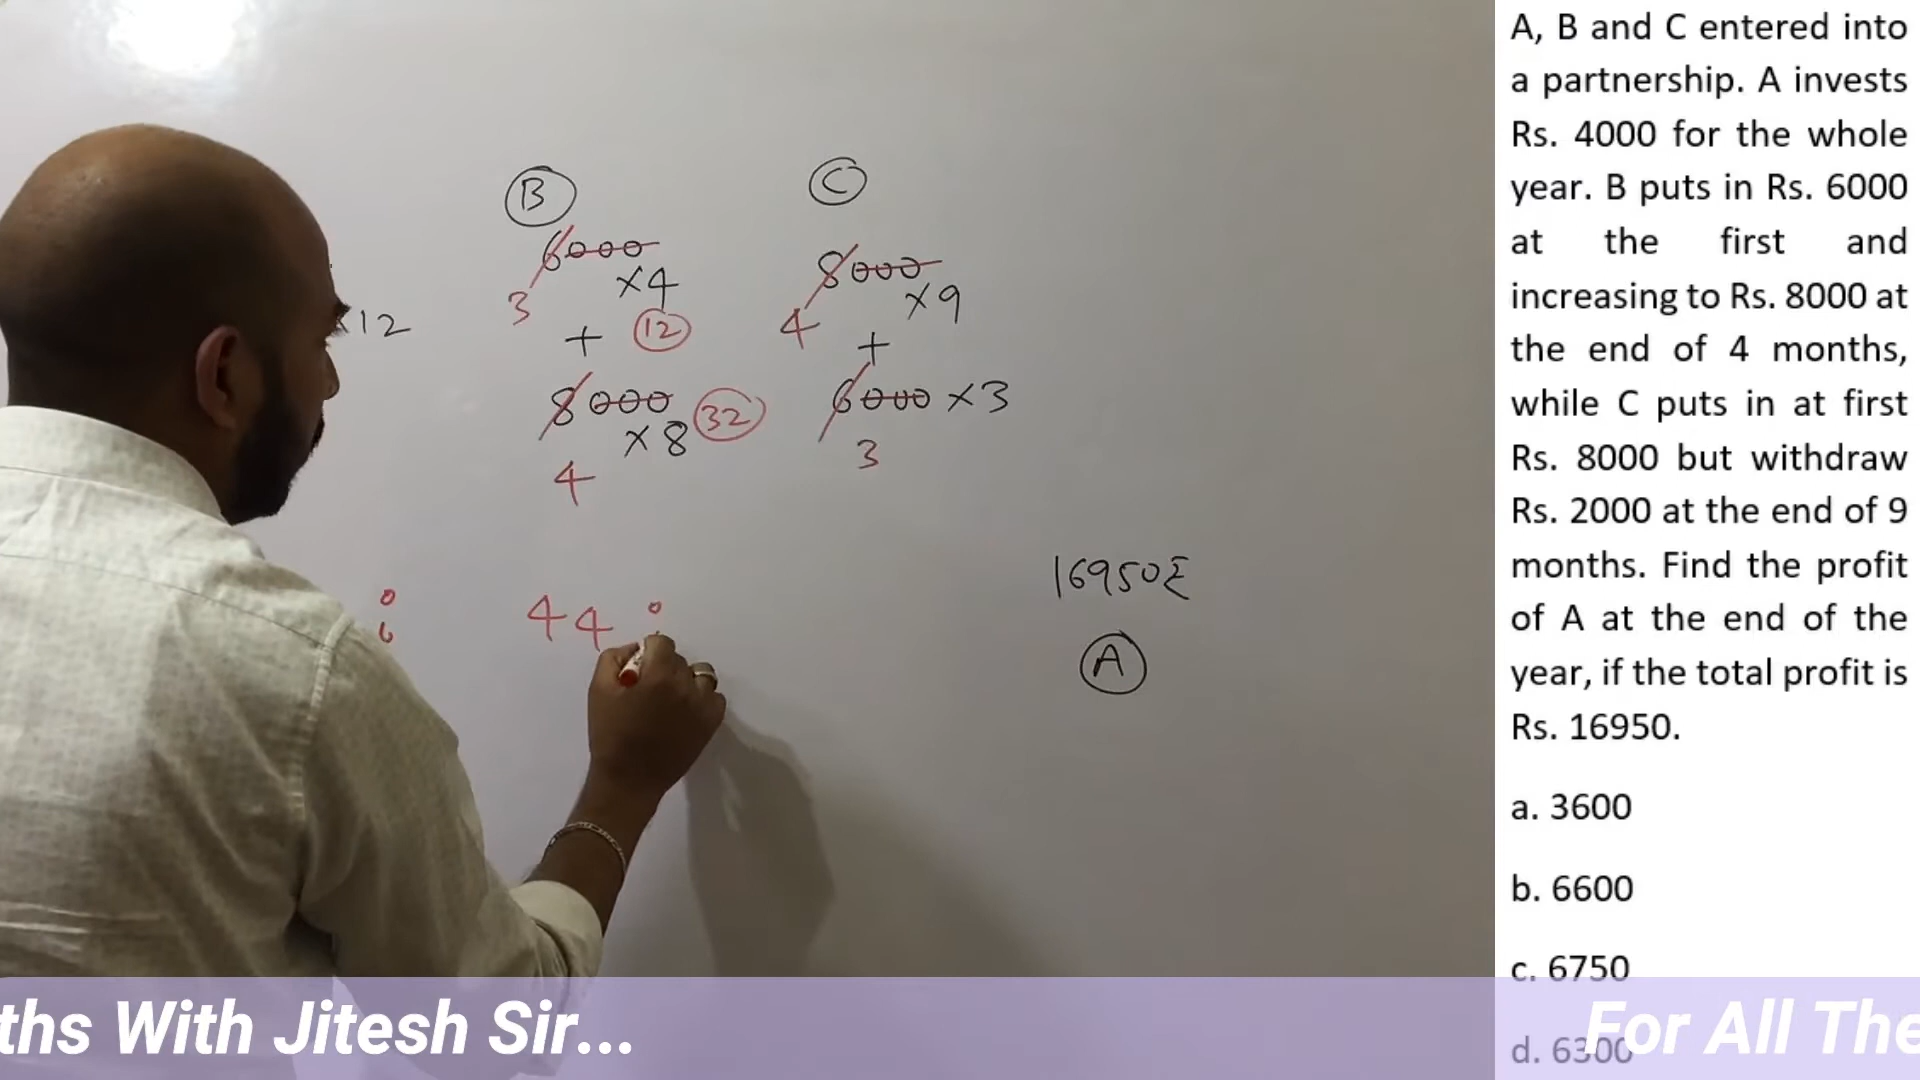 A, B and C entered into
a partnership. A invests
Rs. 4000 for the whole
year. B puts in Rs. 6000
at the first and
increasing to Rs. 8000 at
the end of 4 months,
while C puts in at first
Rs. 8000 but withdraw
Rs. 2000 at the end of 9
months. Find the profit
of A at the end of the
year, if the total profit is
Rs. 16950.
a. 3600
b. 6600
c. 6750
d. 6300
B
C
6000
×4
8000
×9
3
12
4
×12
+
+
8000
×8
32
6000 ×3
4
3
16950
44
A
ths With Jitesh Sir...
For All The